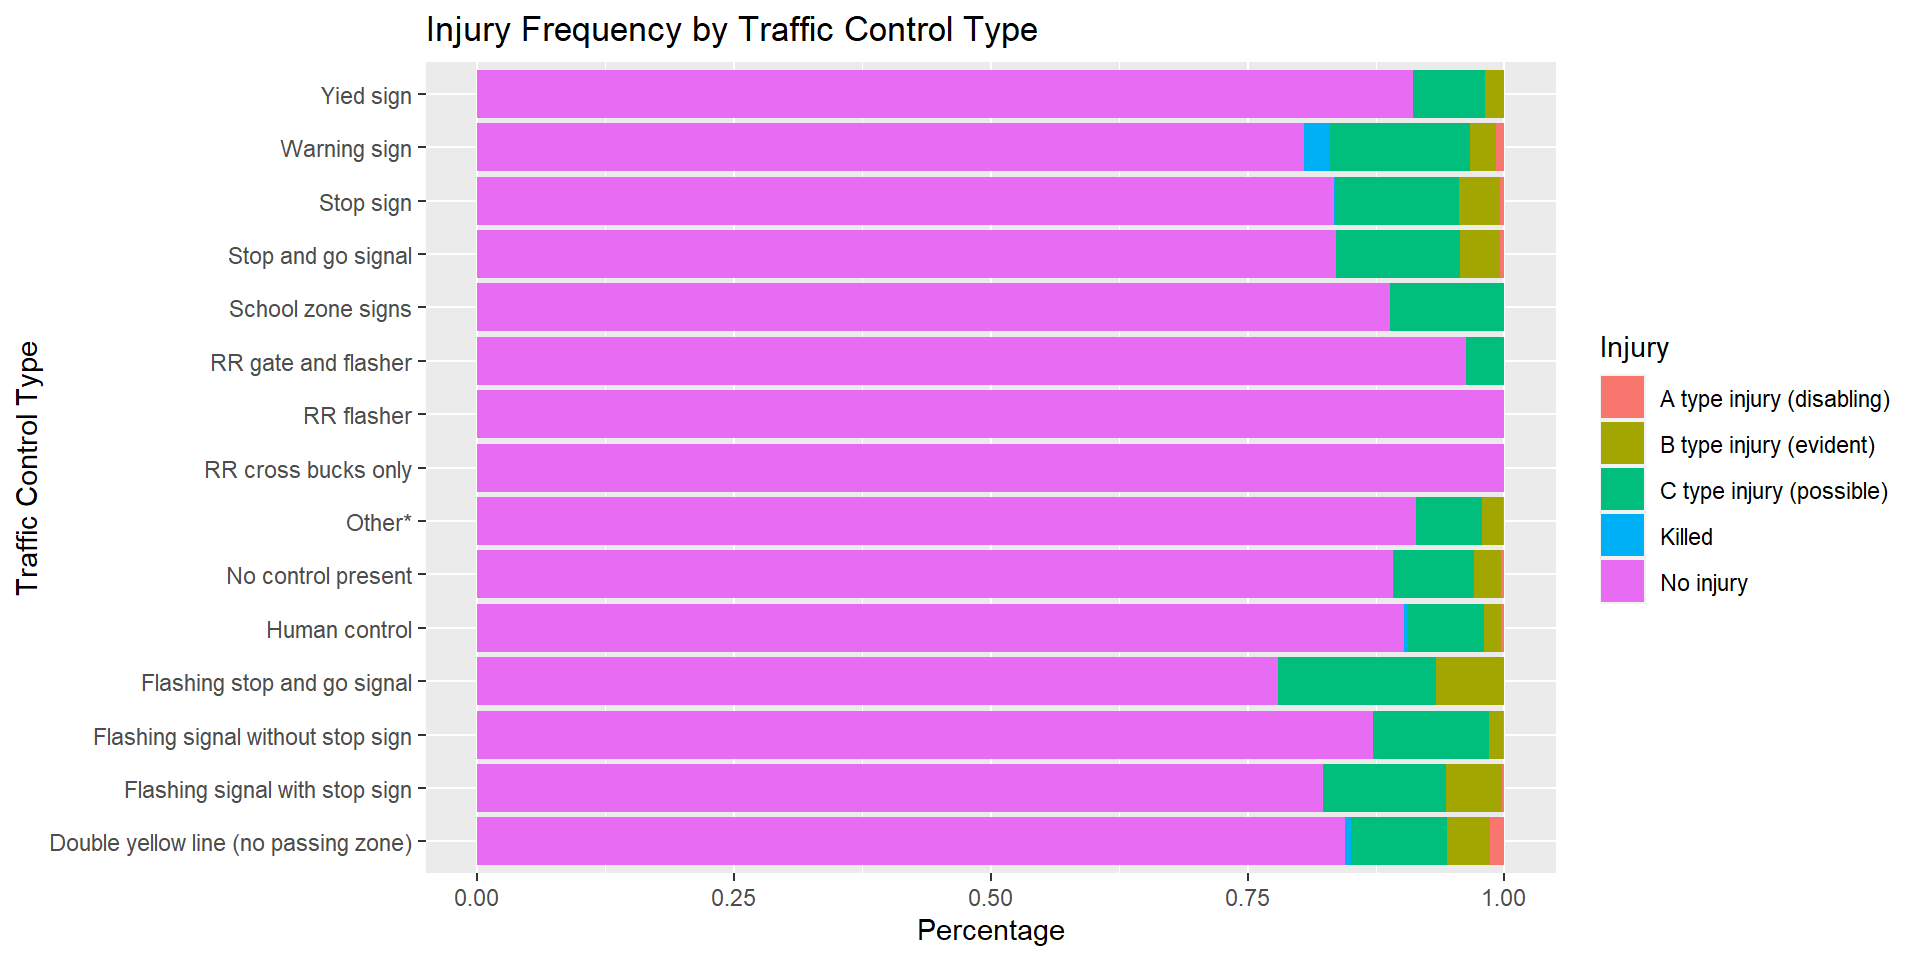 Injury Frequency by Traffic Control Type
Traffic Control Type
Yied sign
Warning sign
Stop sign
Stop and go signal
School zone signs
RR gate and flasher
RR flasher
RR cross bucks only
Other*
No control present
Human control
Flashing stop and go signal
Flashing signal without stop sign
Flashing signal with stop sign
Double yellow line (no passing zone)
0.00 0.25 0.50 0.75 1.00
Percentage
Injury
A type injury (disabling)
B type injury (evident)
C type injury (possible)
Killed
No injury